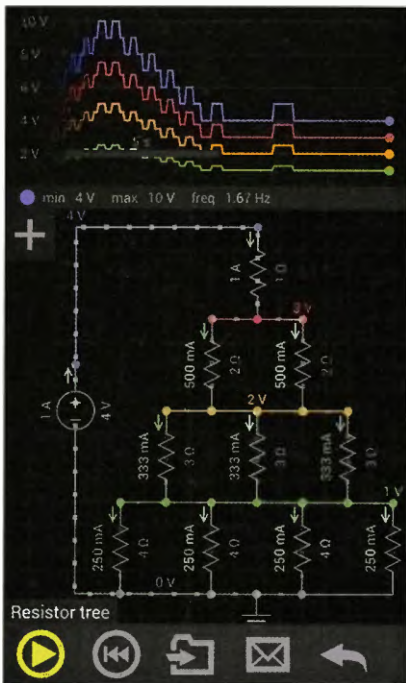 10 V
8 V
6 V
4 V
2 V
5 s
min 4 V max 10 V freq 1.67 Hz
4 V
1 A 1 Ω
3 V
500 mA 2 Ω 500 mA 2 Ω
1 A 4 V
2 V
333 mA 3 Ω 333 mA 3 Ω 333 mA 3 Ω
1 V
250 mA 4 Ω 250 mA 4 Ω 250 mA 4 Ω 250 mA
0 V
Resistor tree